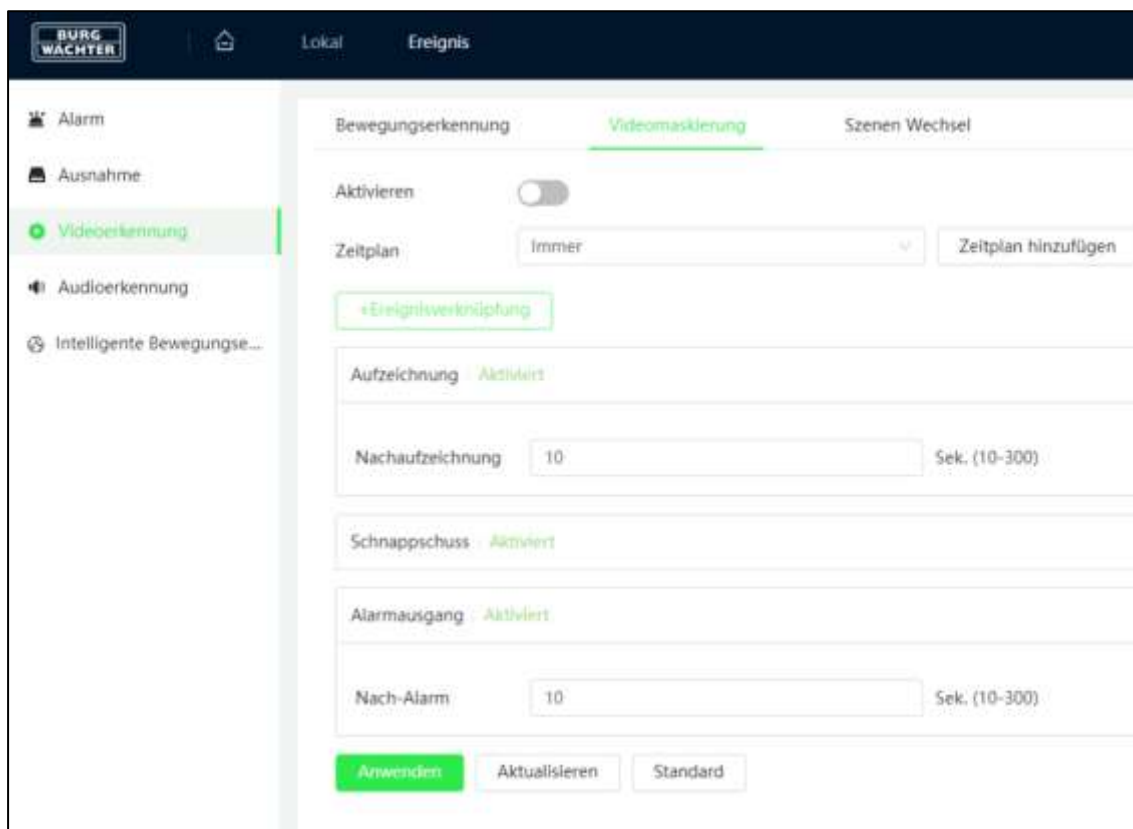 BURG
WÄCHTER
Lokal Ereignis
Alarm
Ausnahme
Videoerkennung
Audioerkennung
Intelligente Bewegungse...
Bewegungserkennung Videomaskierung Szenen Wechsel
Aktivieren
Zeitplan Immer Zeitplan hinzufügen
+Ereignisverknüpfung
Aufzeichnung Aktiviert
Nachaufzeichnung 10 Sek. (10-300)
Schnappschuss Aktiviert
Alarmausgang Aktiviert
Nach-Alarm 10 Sek. (10-300)
Anwenden Aktualisieren Standard